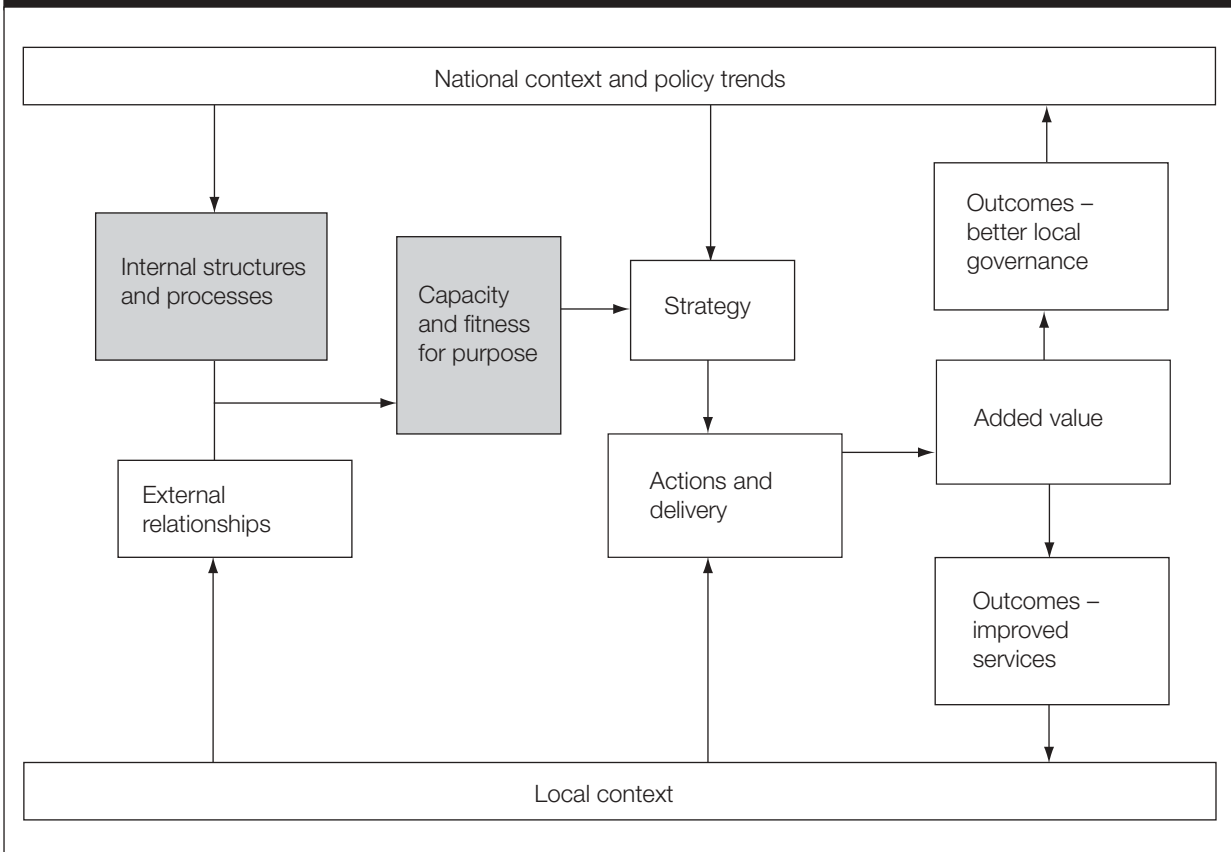 National context and policy trends
Internal structures
and processes
Capacity
and fitness
for purpose
Strategy
Outcomes –
better local
governance
Added value
External
relationships
Actions and
delivery
Outcomes –
improved
services
Local context